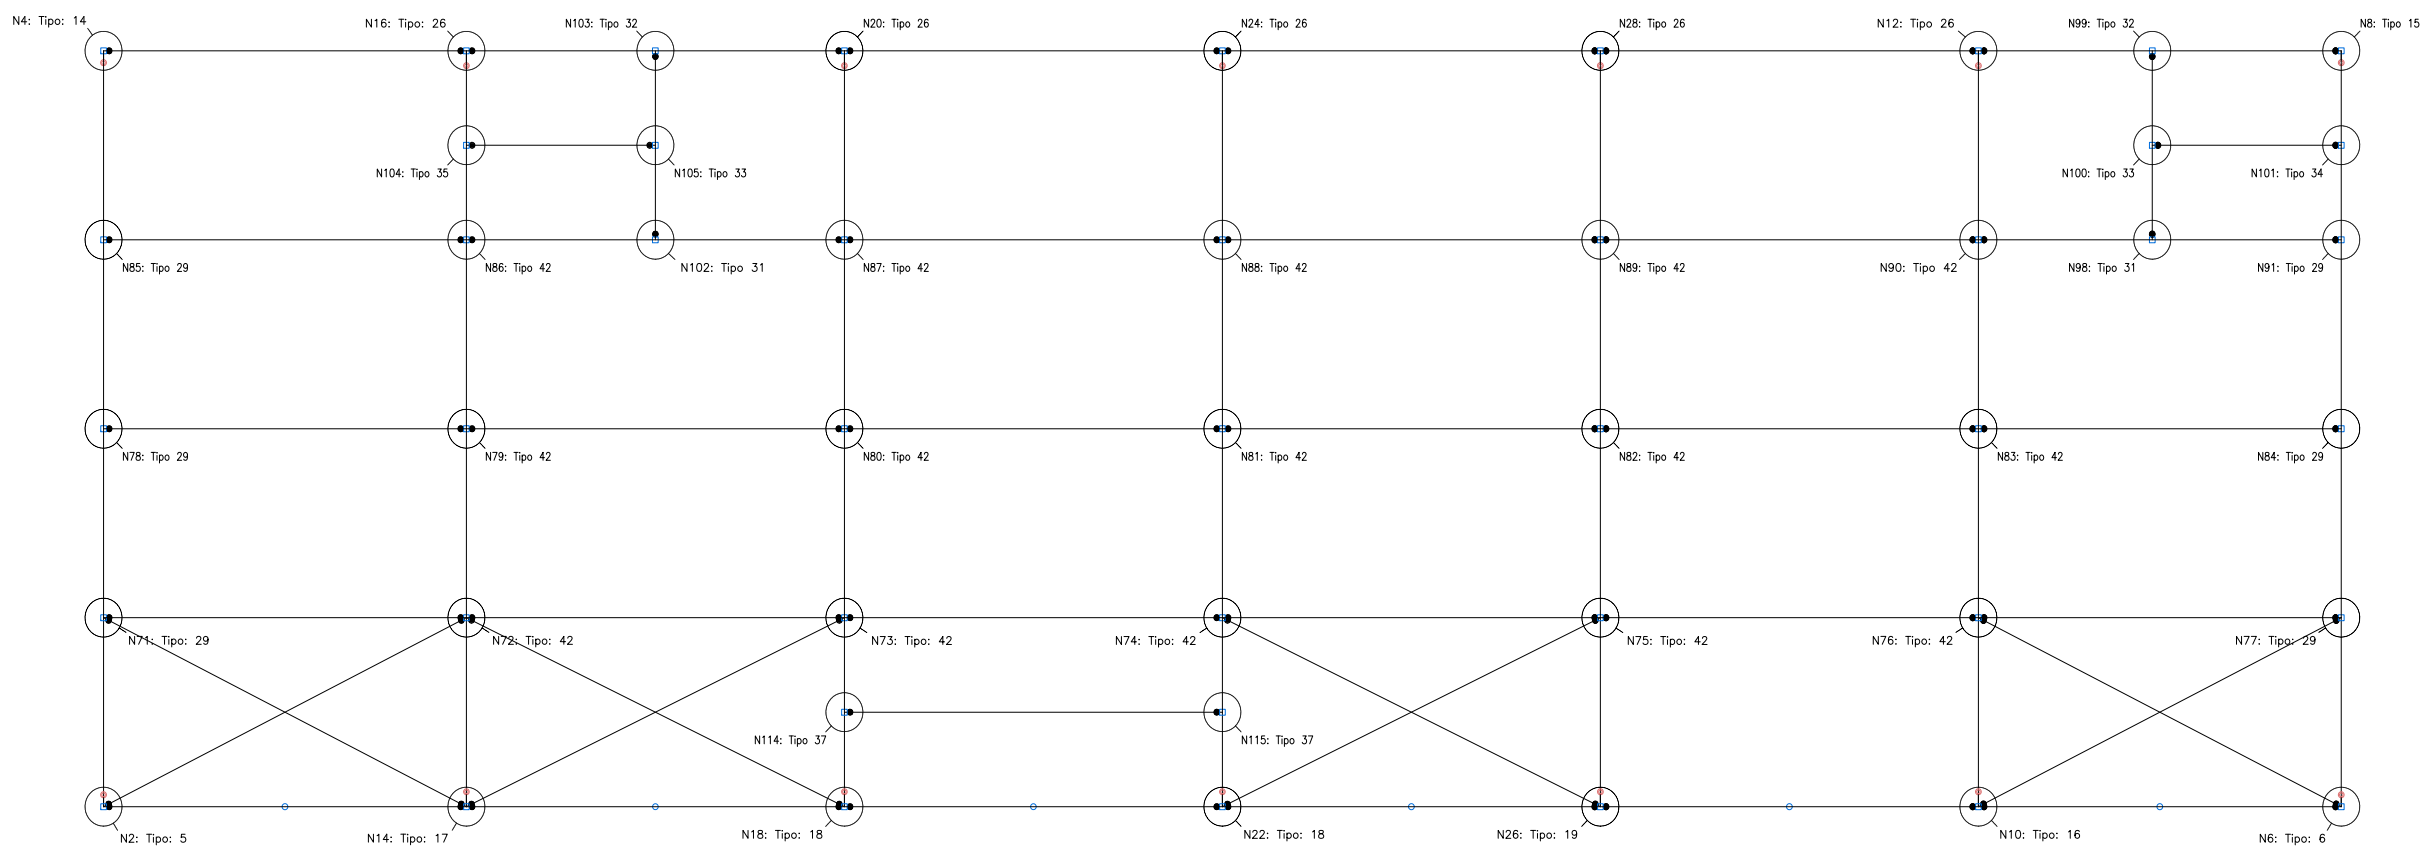 N4: Tipo: 14
N16: Tipo: 26
N103: Tipo 32
N20: Tipo 26
N24: Tipo 26
N28: Tipo 26
N12: Tipo: 26
N99: Tipo 32
N8: Tipo 15
N104: Tipo 35
N105: Tipo 33
N100: Tipo 33
N101: Tipo 34
N85: Tipo 29
N86: Tipo 42
N102: Tipo 31
N87: Tipo 42
N88: Tipo 42
N89: Tipo 42
N90: Tipo 42
N98: Tipo 31
N91: Tipo 29
N78: Tipo 29
N79: Tipo 42
N80: Tipo 42
N81: Tipo 42
N82: Tipo 42
N83: Tipo 42
N84: Tipo 29
N71: Tipo: 29
N72: Tipo: 42
N73: Tipo: 42
N74: Tipo: 42
N75: Tipo: 42
N76: Tipo: 42
N77: Tipo: 29
N114: Tipo 37
N115: Tipo 37
N2: Tipo: 5
N14: Tipo: 17
N18: Tipo: 18
N22: Tipo: 18
N26: Tipo: 19
N10: Tipo: 16
N6: Tipo: 6